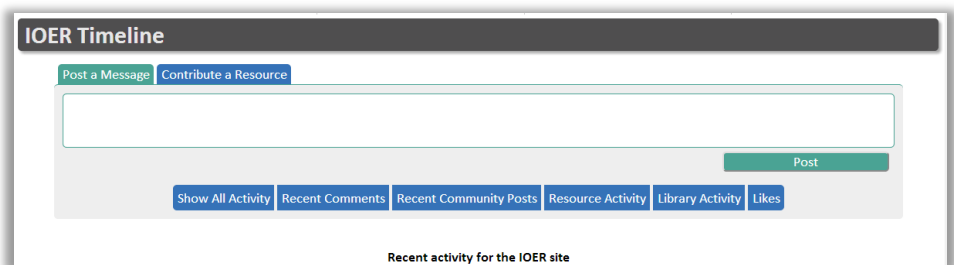 IOER Timeline
Post a Message Contribute a Resource
Post
Show All Activity Recent Comments Recent Community Posts Resource Activity Library Activity Likes
Recent activity for the IOER site